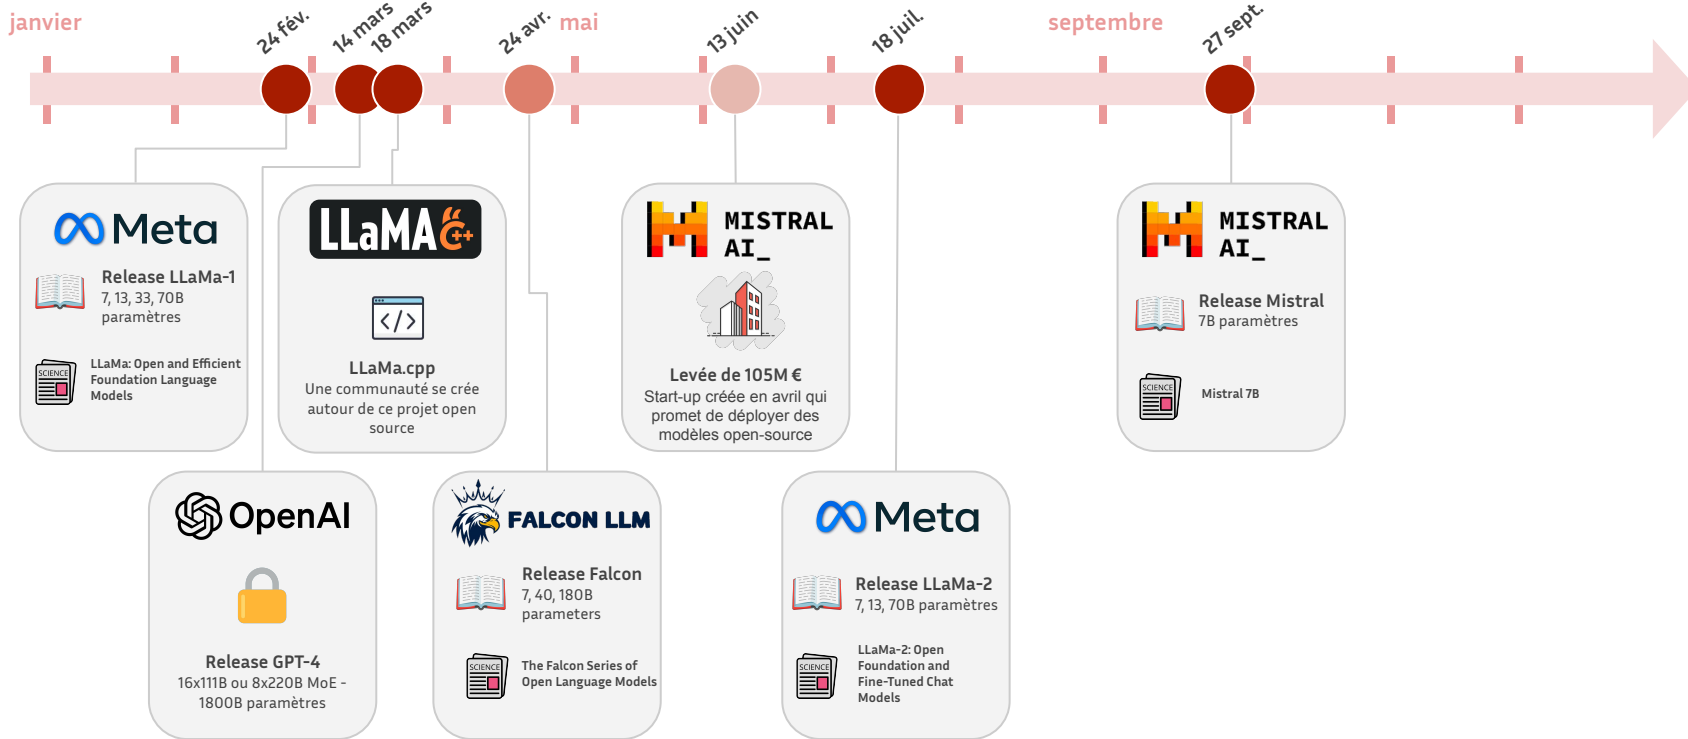 janvier
mai
septembre
24 fév.
14 mars
18 mars
24 avr.
13 juin
18 juil.
27 sept.
Meta
Release LLaMa-1
7, 13, 33, 70B
paramètres
SCIENCE
LLaMa: Open and Efficient
Foundation Language
Models
LLaMA C++
LLaMa.cpp
Une communauté se crée
autour de ce projet open
source
MISTRAL
AI_
Levée de 105M €
Start-up créée en avril qui
promet de déployer des
modèles open-source
MISTRAL
AI_
Release Mistral
7B paramètres
SCIENCE
Mistral 7B
OpenAI
Release GPT-4
16x111B ou 8x220B MoE -
1800B paramètres
FALCON LLM
Release Falcon
7, 40, 180B
parameters
SCIENCE
The Falcon Series of
Open Language Models
Meta
Release LLaMa-2
7, 13, 70B paramètres
SCIENCE
LLaMa-2: Open
Foundation and
Fine-Tuned Chat
Models